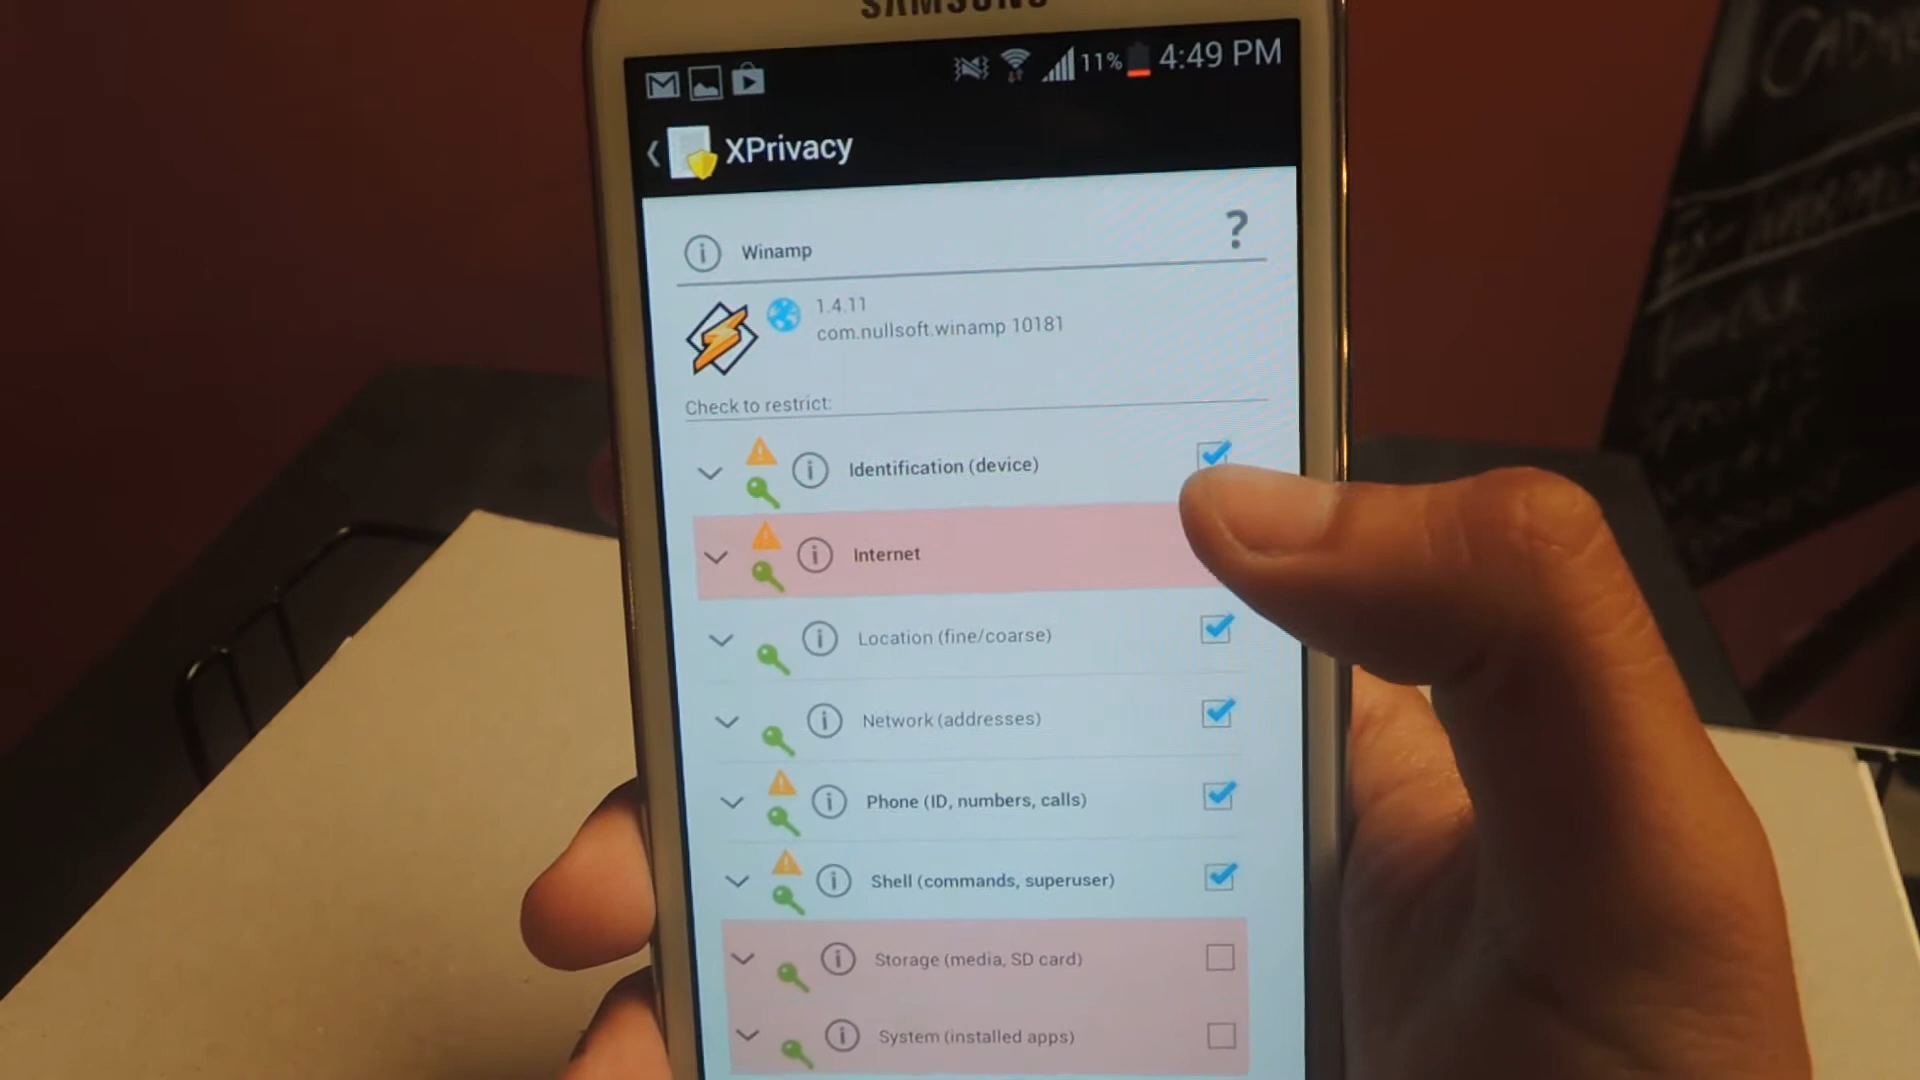 SAMSUNG
11% 4:49 PM
XPrivacy
Winamp
?
1.4.11
com.nullsoft.winamp 10181
Check to restrict:
Identification (device)
Internet
Location (fine/coarse)
Network (addresses)
Phone (ID, numbers, calls)
Shell (commands, superuser)
Storage (media, SD card)
System (installed apps)